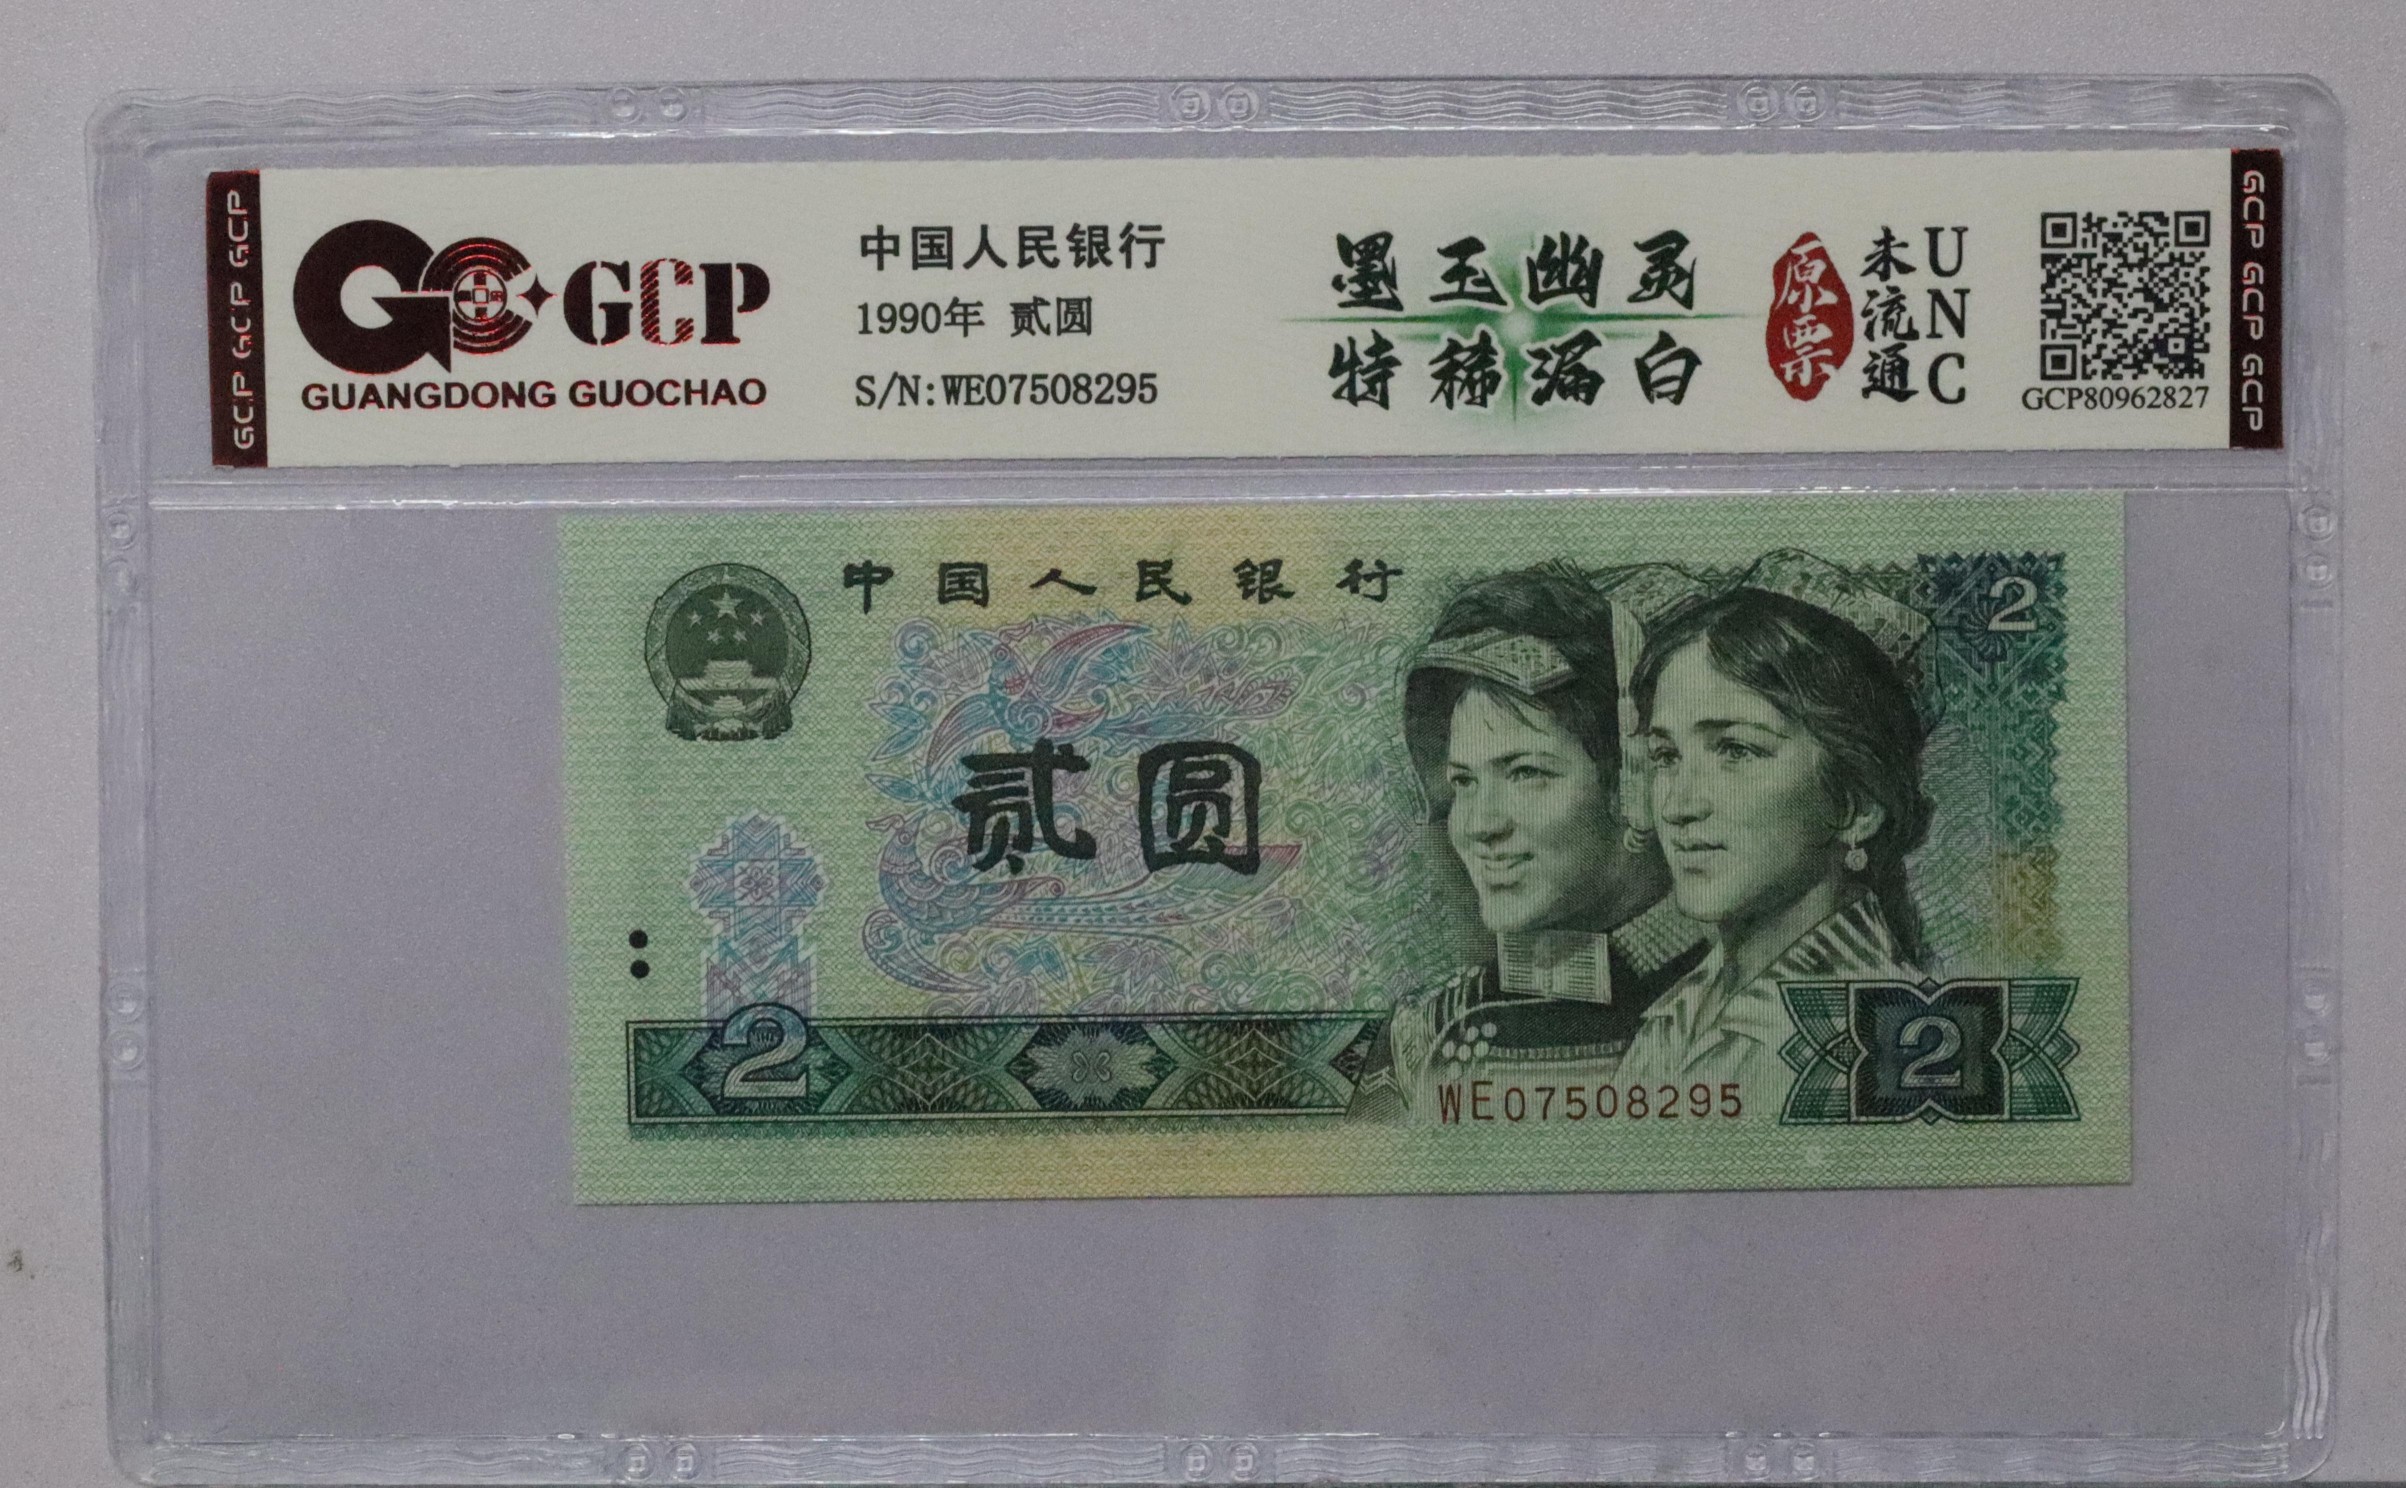 GCP GCP GCP
GCP
GUANGDONG GUOCHAO
中国人民银行
1990年 贰圆
S/N:WE07508295
墨玉幽灵
特稀漏白
原票
未流通
UNC
GCP80962827
GCP GCP GCP
中国人民银行
2
贰圆
2
WE07508295
2